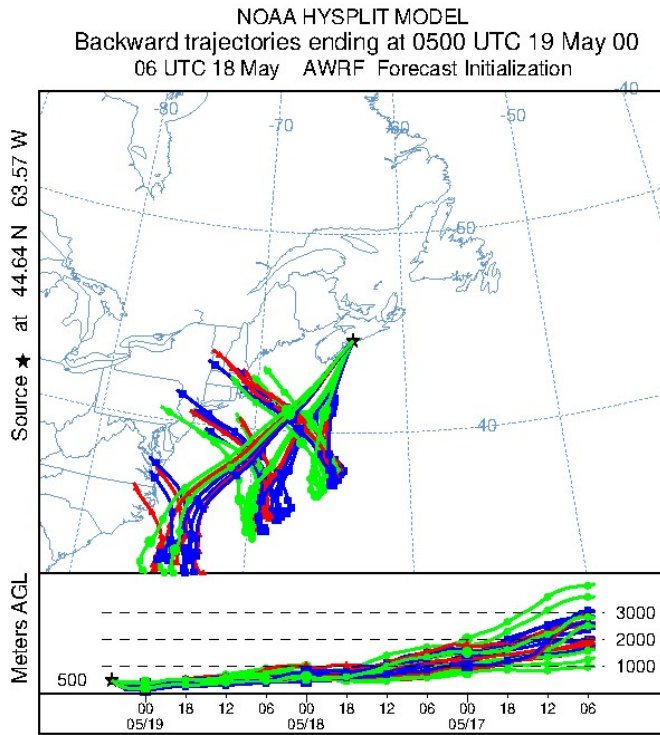 NOAA HYSPLIT MODEL
Backward trajectories ending at 0500 UTC 19 May 00
06 UTC 18 May AWRF Forecast Initialization
-80
-70
-60
-50
-40
50
40
Source ★ at 44.64 N 63.57 W
Meters AGL
3000
2000
1000
500
00 18 12 06 00 18 12 06 00 18 12 06
05/19 05/18 05/17